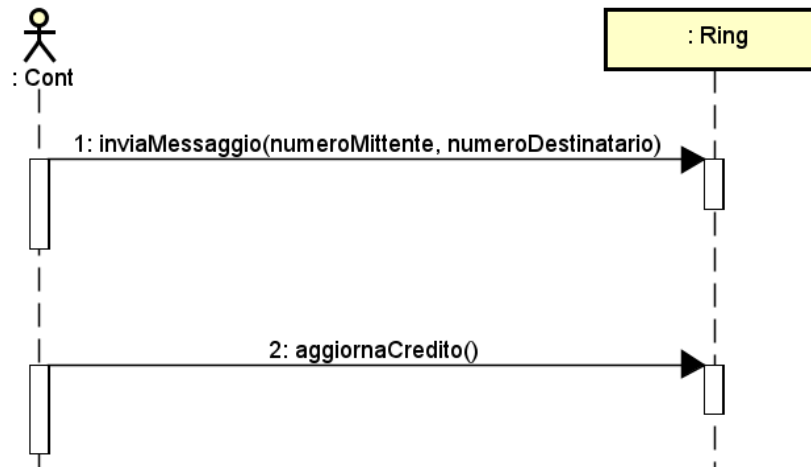 : Ring
: Cont
1: inviaMessaggio(numeroMittente, numeroDestinatario)
2: aggiornaCredito()